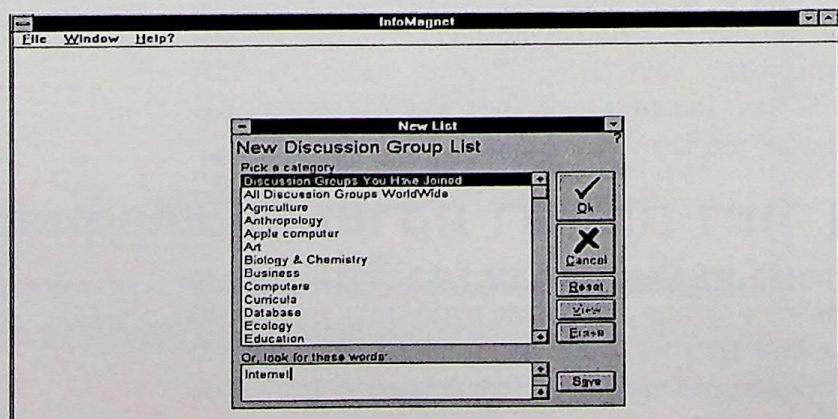 InfoMagnet
File Window Help?
New List
New Discussion Group List
?
Pick a category
Discussion Groups You Have Joined
All Discussion Groups WorldWide
Agriculture
Anthropology
Apple computer
Art
Biology & Chemistry
Business
Computers
Curricula
Database
Ecology
Education
Ok
Cancel
Reset
View
Erase
Or, look for these words:
Internet
Save